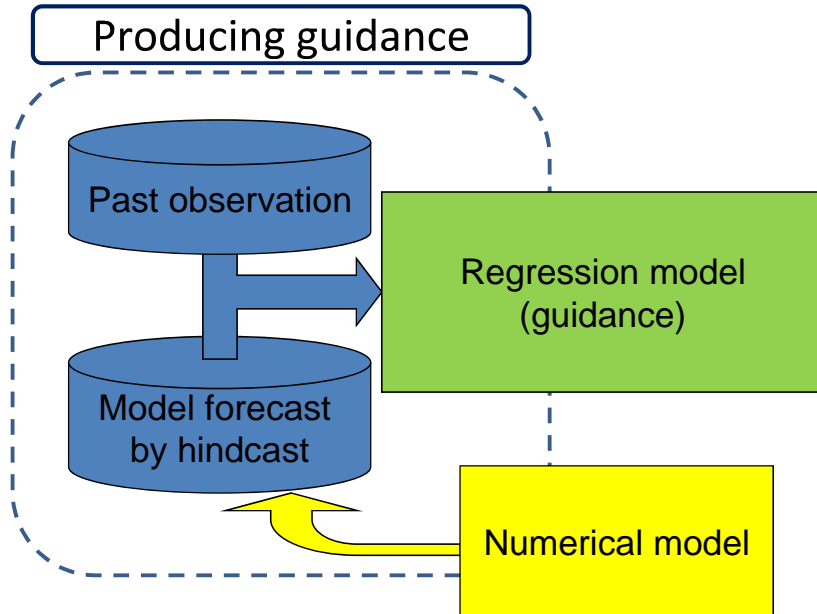 Producing guidance
Past observation
Regression model
(guidance)
Model forecast
by hindcast
Numerical model